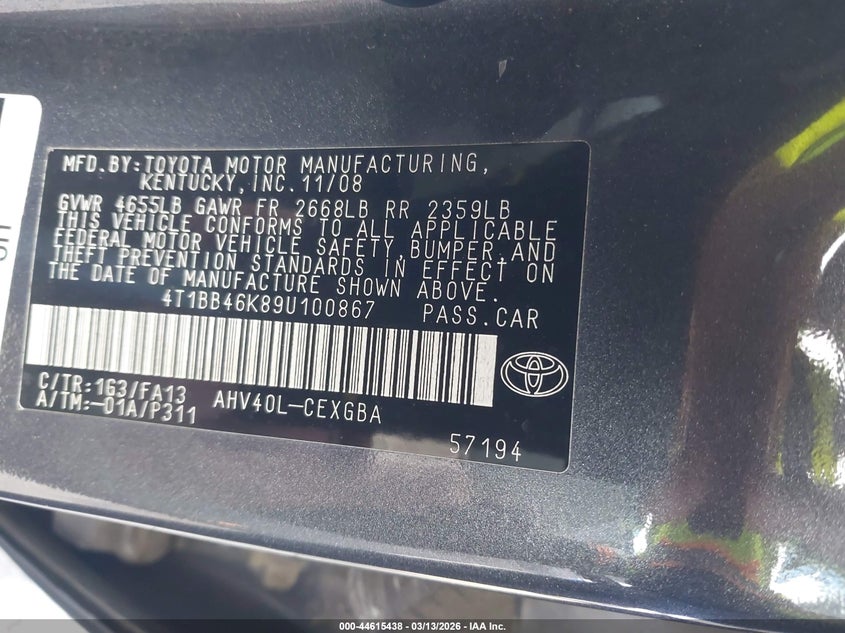 MFD.BY:TOYOTA MOTOR MANUFACTURING,
KENTUCKY,INC.11/08
GVWR 4655LB GAWR FR 2668LB RR 2359LB
THIS VEHICLE CONFORMS TO ALL APPLICABLE
FEDERAL MOTOR VEHICLE SAFETY,BUMPER,AND
THEFT PREVENTION STANDARDS IN EFFECT ON
THE DATE OF MANUFACTURE SHOWN ABOVE.
4T1BB46K89U100867 PASS.CAR
C/TR:163/FA13
A/TM:-01A/P311
AHV40L-CEXGBA
57194
000-44615438 - 03/13/2026 - IAA Inc.